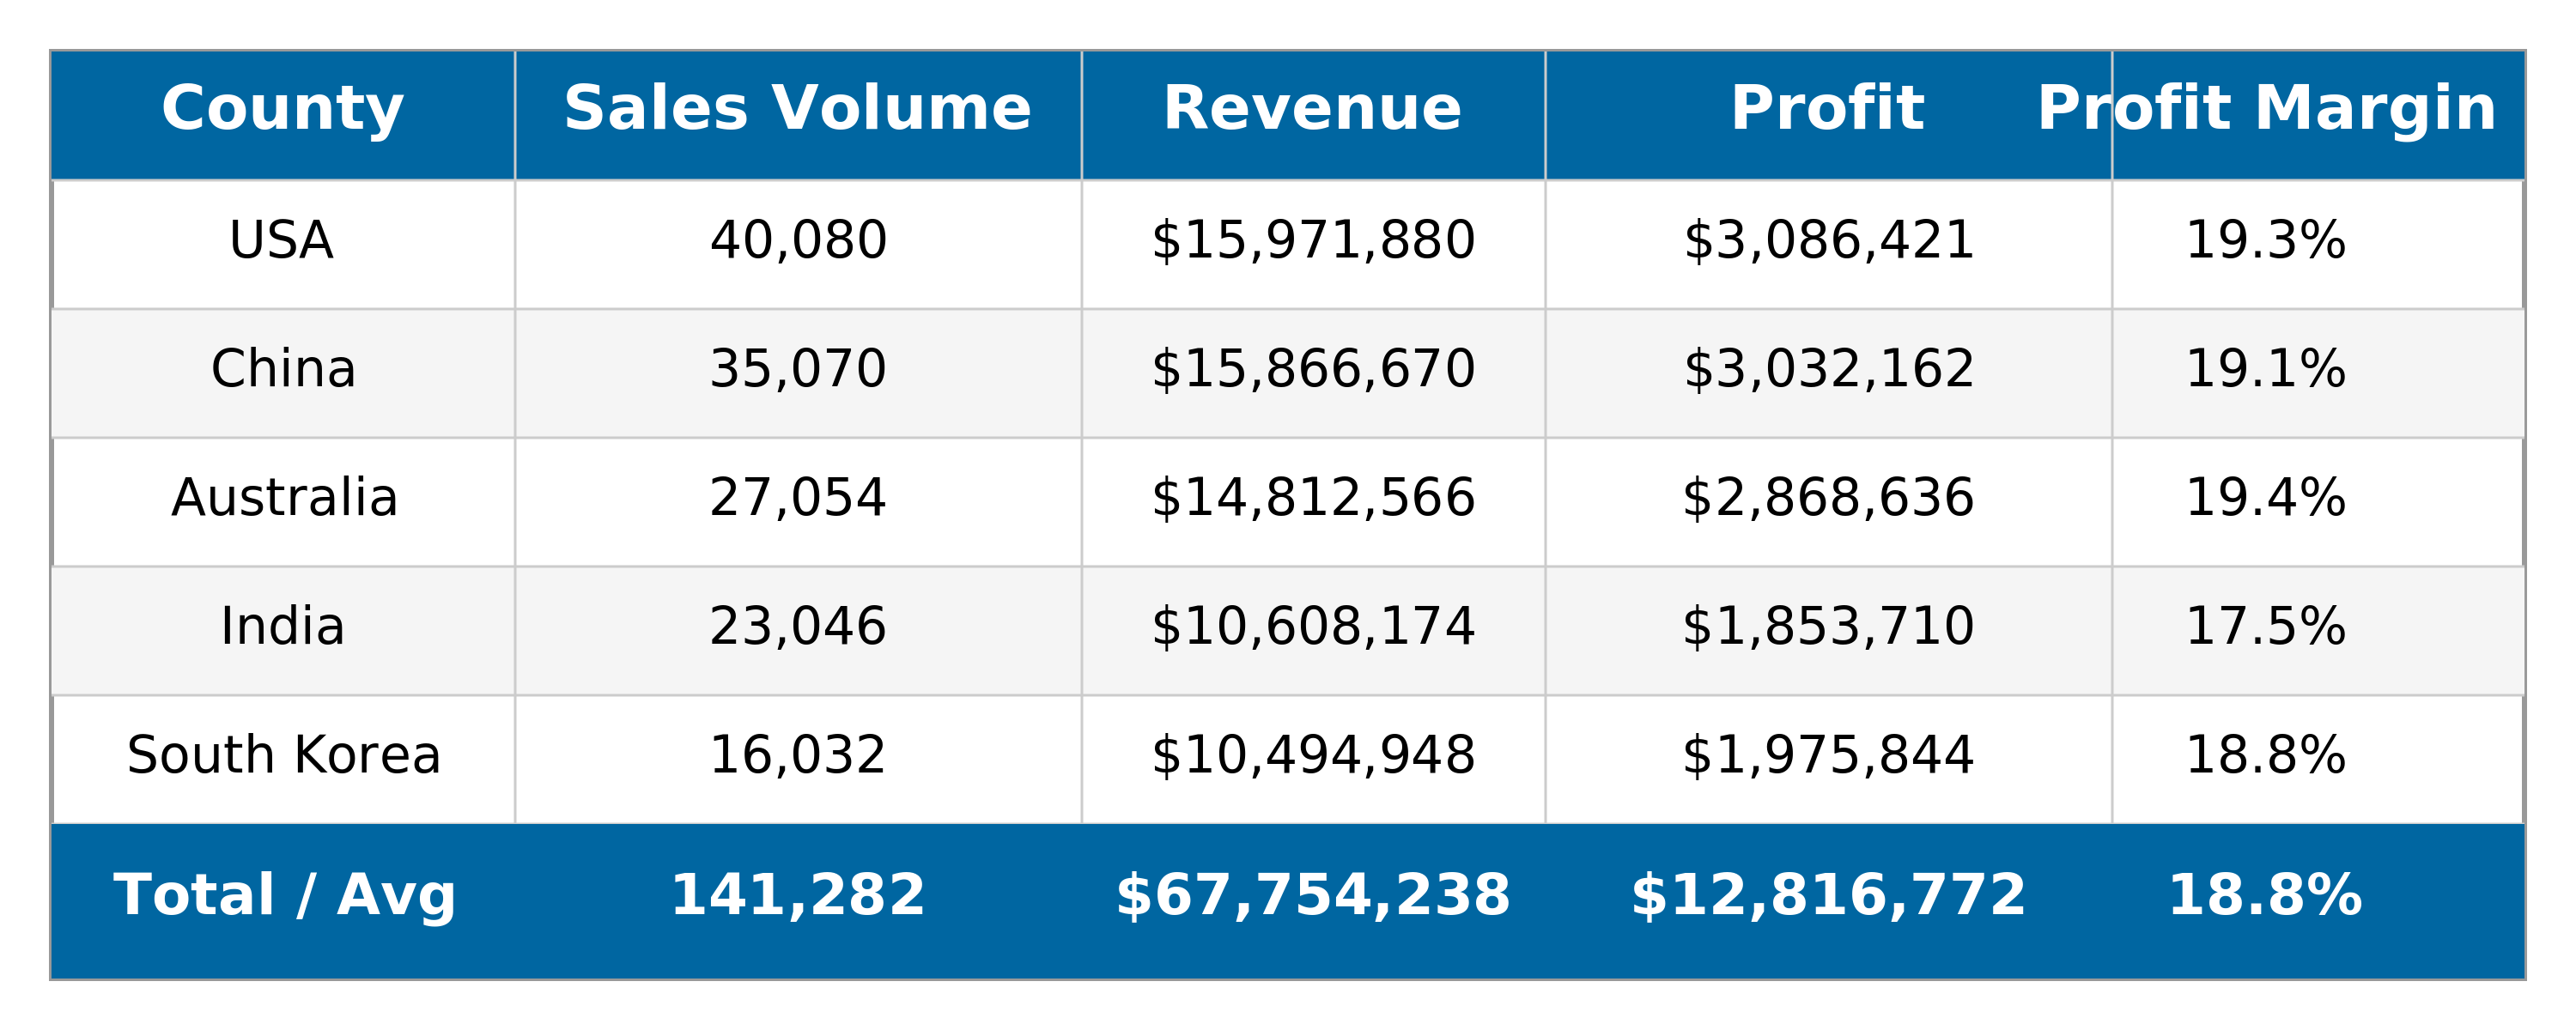 County Sales Volume Revenue Profit Profit Margin
USA 40,080 $15,971,880 $3,086,421 19.3%
China 35,070 $15,866,670 $3,032,162 19.1%
Australia 27,054 $14,812,566 $2,868,636 19.4%
India 23,046 $10,608,174 $1,853,710 17.5%
South Korea 16,032 $10,494,948 $1,975,844 18.8%
Total / Avg 141,282 $67,754,238 $12,816,772 18.8%